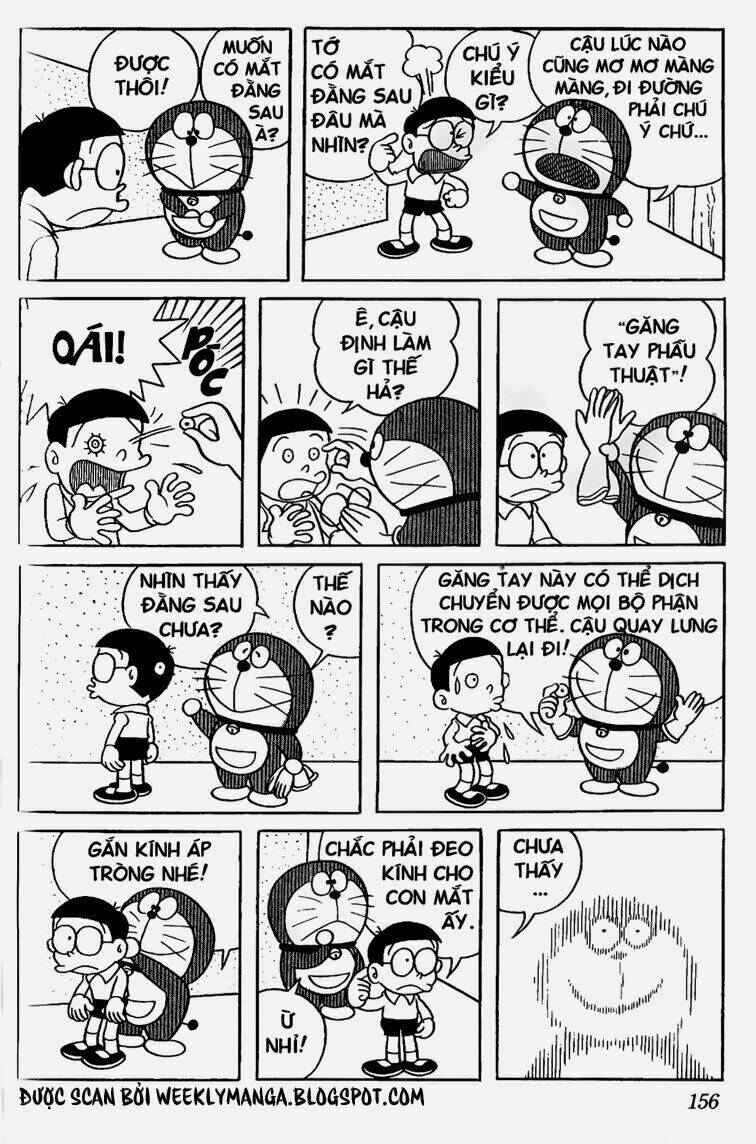 CẬU LÚC NÀO
CŨNG MƠ MƠ MÀNG
MÀNG, ĐI ĐƯỜNG
PHẢI CHÚ
Ý CHỨ...
CHÚ Ý
KIỂU
GÌ?
TỚ
CÓ MẮT
ĐẰNG SAU
ĐÂU MÀ
NHÌN?
MUỐN
CÓ MẮT
ĐẰNG
SAU
À?
ĐƯỢC
THÔI!
“GĂNG
TAY PHẪU
THUẬT”!
Ê, CẬU
ĐỊNH LÀM
GÌ THẾ
HẢ?
PỐC
OÁI!
GĂNG TAY NÀY CÓ THỂ DỊCH
CHUYỂN ĐƯỢC MỌI BỘ PHẬN
TRONG CƠ THỂ. CẬU QUAY LƯNG
LẠI ĐI!
THẾ
NÀO
?
NHÌN THẤY
ĐẰNG SAU
CHƯA?
CHƯA
THẤY
...
CHẮC PHẢI ĐEO
KÍNH CHO
CON MẮT
ẤY.
Ừ
NHỈ!
GẮN KÍNH ÁP
TRÒNG NHÉ!
ĐƯỢC SCAN BỞI WEEKLYMANGA.BLOGSPOT.COM
156